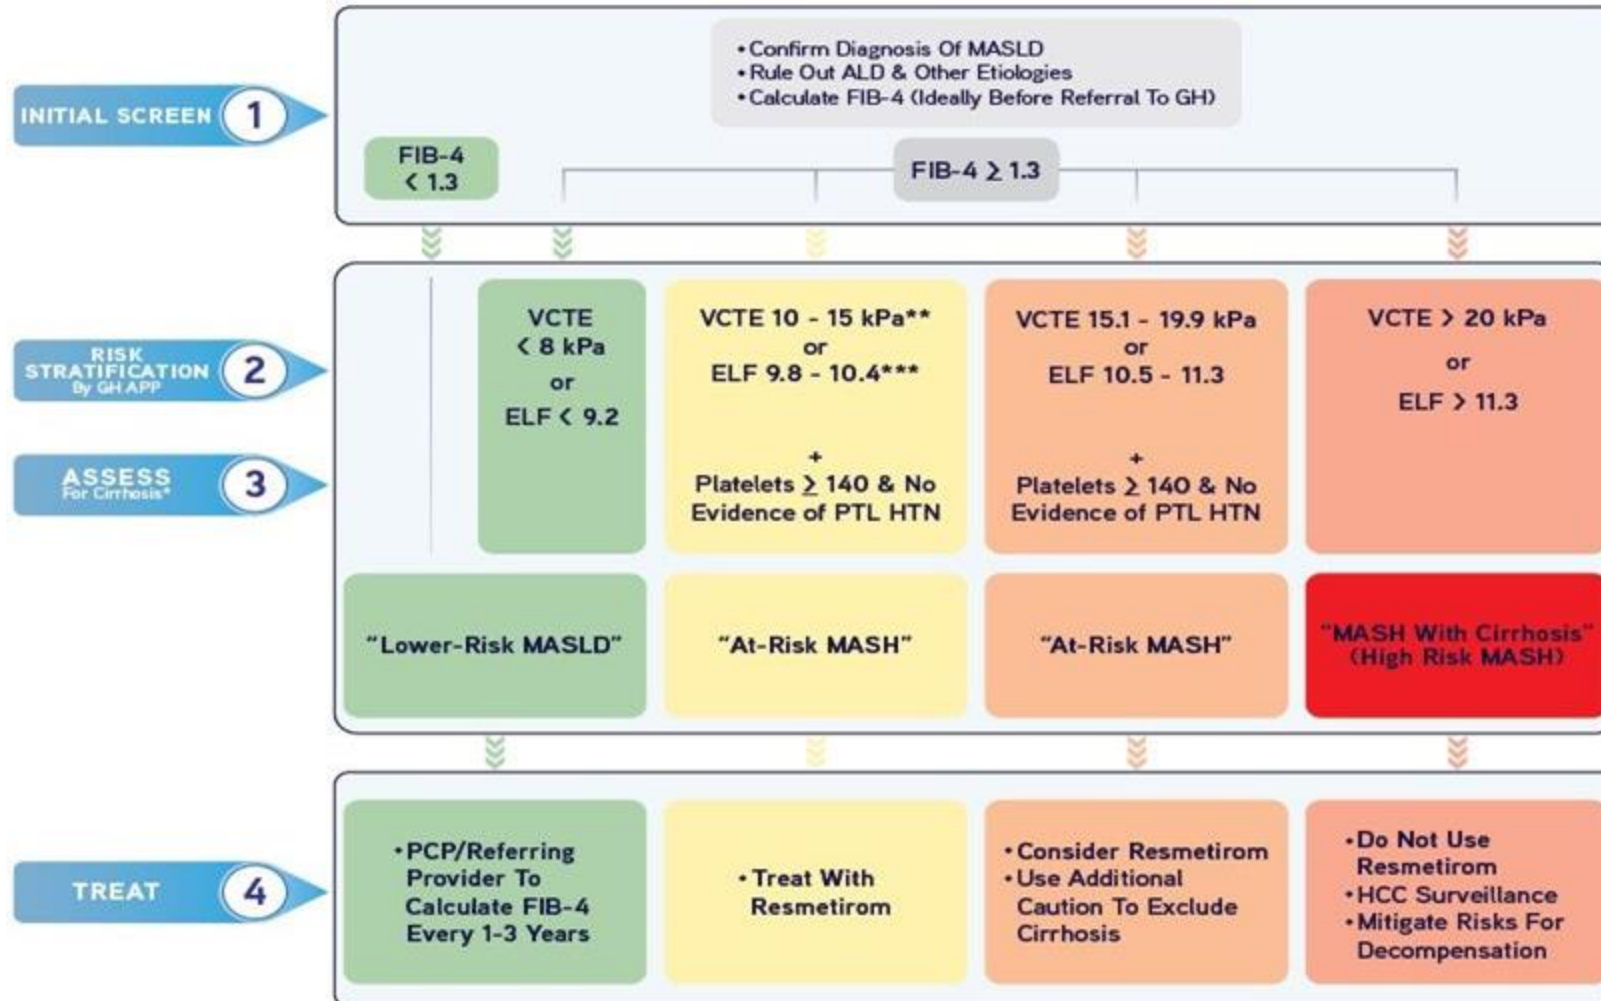 INITIAL SCREEN 1
• Confirm Diagnosis Of MASLD
• Rule Out ALD & Other Etiologies
• Calculate FIB-4 (Ideally Before Referral To GH)
FIB-4
< 1.3
FIB-4 ≥ 1.3
RISK
STRATIFICATION
By GH APP
2
ASSESS
For Cirrhosis*
3
VCTE
< 8 kPa
or
ELF < 9.2
VCTE 10 - 15 kPa**
or
ELF 9.8 - 10.4***
+
Platelets ≥ 140 & No
Evidence of PTL HTN
VCTE 15.1 - 19.9 kPa
or
ELF 10.5 - 11.3
+
Platelets ≥ 140 & No
Evidence of PTL HTN
VCTE > 20 kPa
or
ELF > 11.3
"Lower-Risk MASLD"
"At-Risk MASH"
"At-Risk MASH"
"MASH With Cirrhosis"
(High Risk MASH)
TREAT 4
• PCP/Referring
Provider To
Calculate FIB-4
Every 1-3 Years
• Treat With
Resmetirom
• Consider Resmetirom
• Use Additional
Caution To Exclude
Cirrhosis
• Do Not Use
Resmetirom
• HCC Surveillance
• Mitigate Risks For
Decompensation